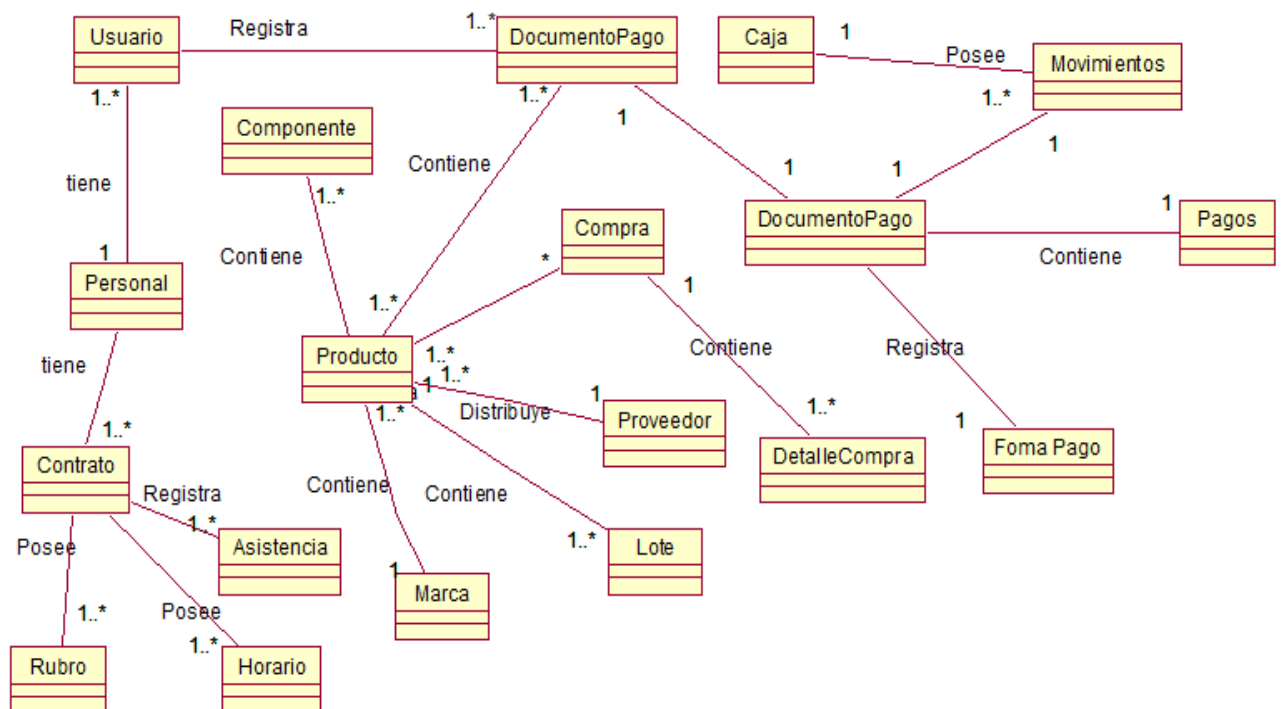 Usuario
Registra
1..*
DocumentoPago
Caja
1
Posee
Movimientos
1..*
1..*
1..*
Componente
1
1
Contiene
1..*
1
1
tiene
DocumentoPago
1
Pagos
Compra
Contiene
Contiene
*
1
Personal
1..*
1
Producto
1..*
Contiene
Registra
tiene
1
1..*
1..*
Distribuye
1
Proveedor
1..*
1..*
1
Foma Pago
DetalleCompra
Contrato
Registra
Contiene
Contiene
1..*
1..*
Posee
Asistencia
Lote
1
Marca
1..*
Posee
1..*
Rubro
Horario